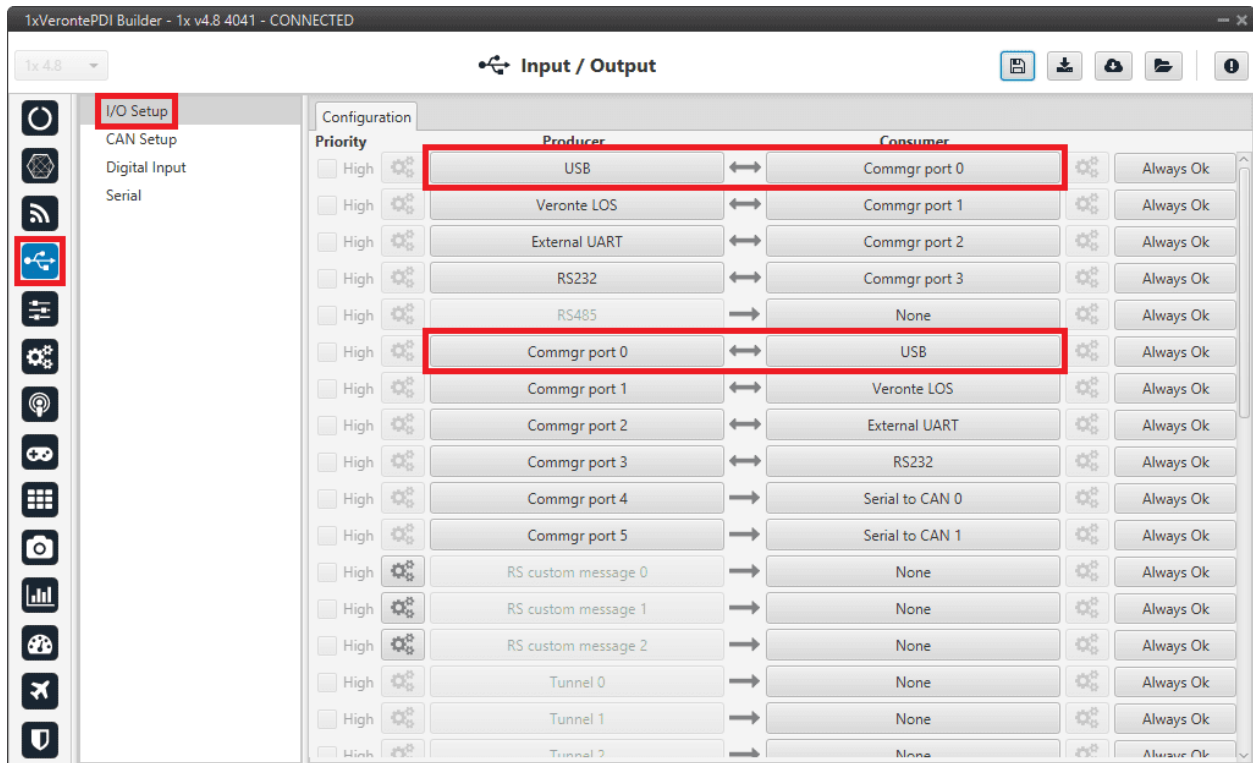 1xVerontePDI Builder - 1x v4.8 4041 - CONNECTED
1x 4.8
Input / Output
I/O Setup
CAN Setup
Digital Input
Serial
Configuration
Priority Producer Consumer
High USB Commgr port 0 Always Ok
High Veronte LOS Commgr port 1 Always Ok
High External UART Commgr port 2 Always Ok
High RS232 Commgr port 3 Always Ok
High RS485 None Always Ok
High Commgr port 0 USB Always Ok
High Commgr port 1 Veronte LOS Always Ok
High Commgr port 2 External UART Always Ok
High Commgr port 3 RS232 Always Ok
High Commgr port 4 Serial to CAN 0 Always Ok
High Commgr port 5 Serial to CAN 1 Always Ok
High RS custom message 0 None Always Ok
High RS custom message 1 None Always Ok
High RS custom message 2 None Always Ok
High Tunnel 0 None Always Ok
High Tunnel 1 None Always Ok
High Tunnel 2 None Always Ok